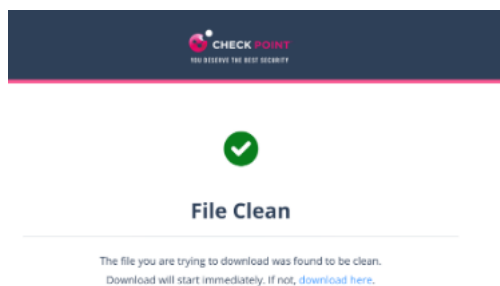 CHECK POINT
YOU DESERVE THE BEST SECURITY
File Clean
The file you are trying to download was found to be clean.
Download will start immediately. If not, download here.